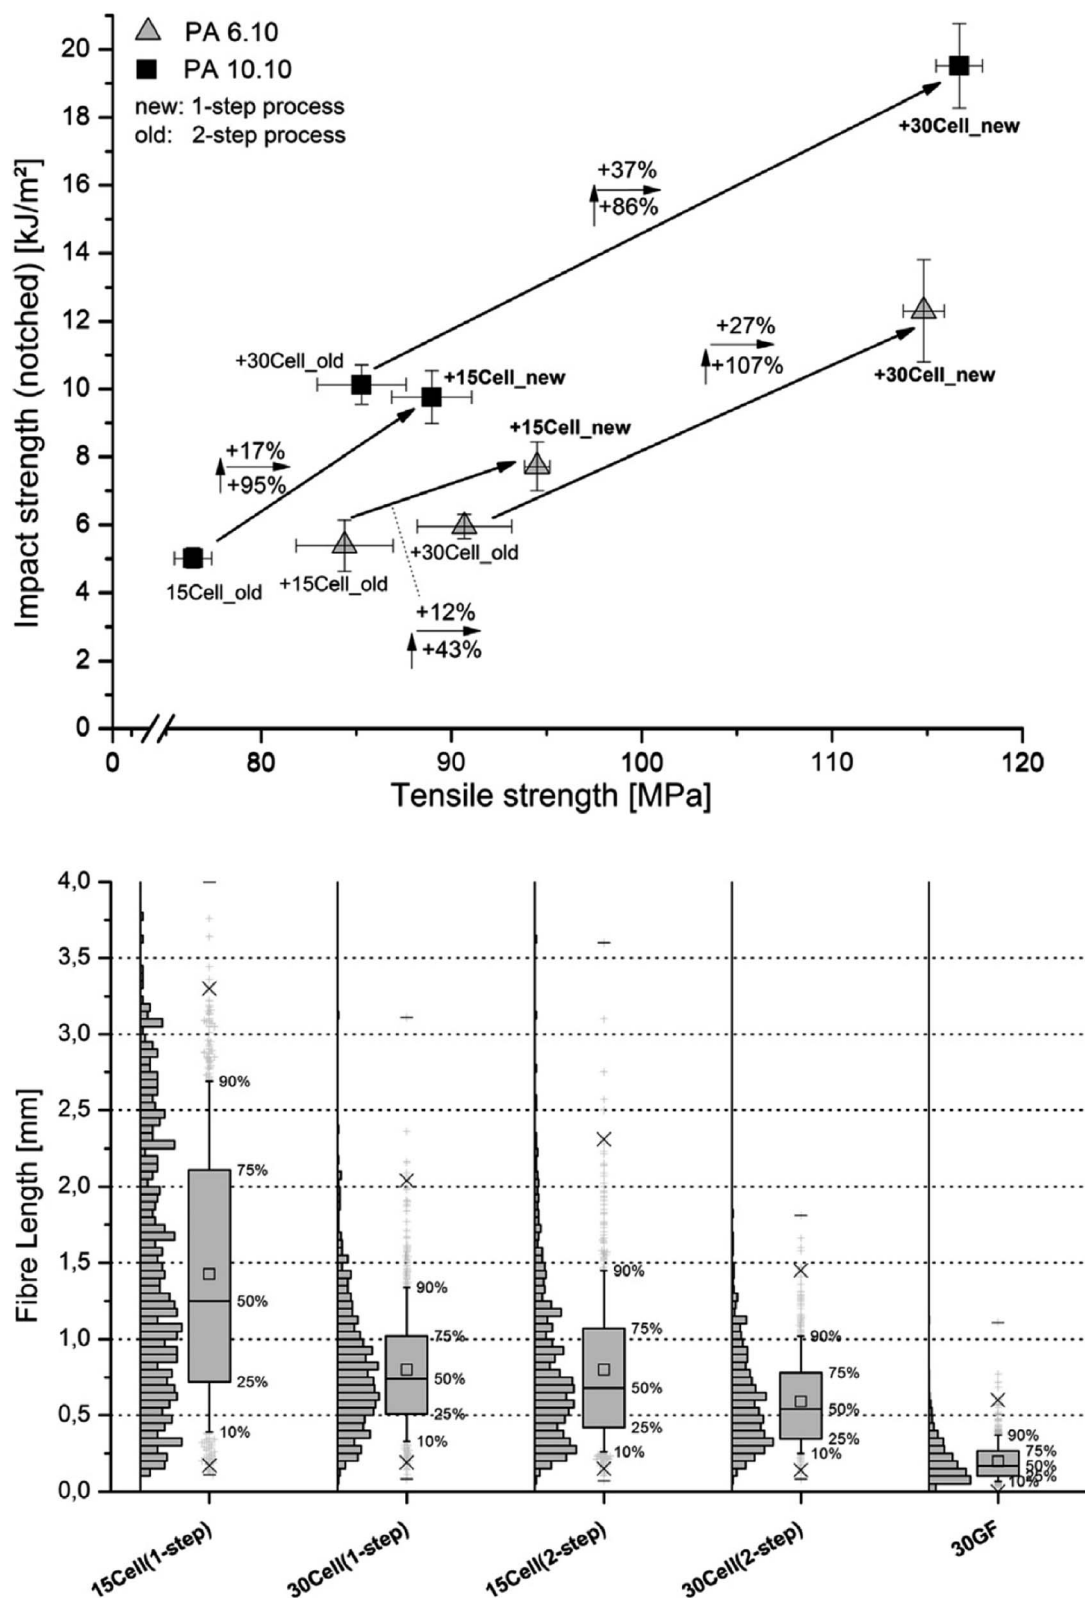 PA 6.10
PA 10.10
new: 1-step process
old: 2-step process
Impact strength (notched) [kJ/m²]
20
18
16
14
12
10
8
6
4
2
0
+30Cell_new
+37%
+86%
+27%
+107%
+30Cell_new
+30Cell_old
+15Cell_new
+15Cell_new
+17%
+95%
+30Cell_old
+15Cell_old
15Cell_old
+12%
+43%
0
80
90
100
110
120
Tensile strength [MPa]
Fibre Length [mm]
4,0
3,5
3,0
2,5
2,0
1,5
1,0
0,5
0,0
90%
75%
50%
25%
10%
90%
75%
50%
25%
10%
90%
75%
50%
25%
10%
90%
75%
50%
25%
10%
90%
75%
50%
25%
10%
15Cell(1-step)
30Cell(1-step)
15Cell(2-step)
30Cell(2-step)
30GF